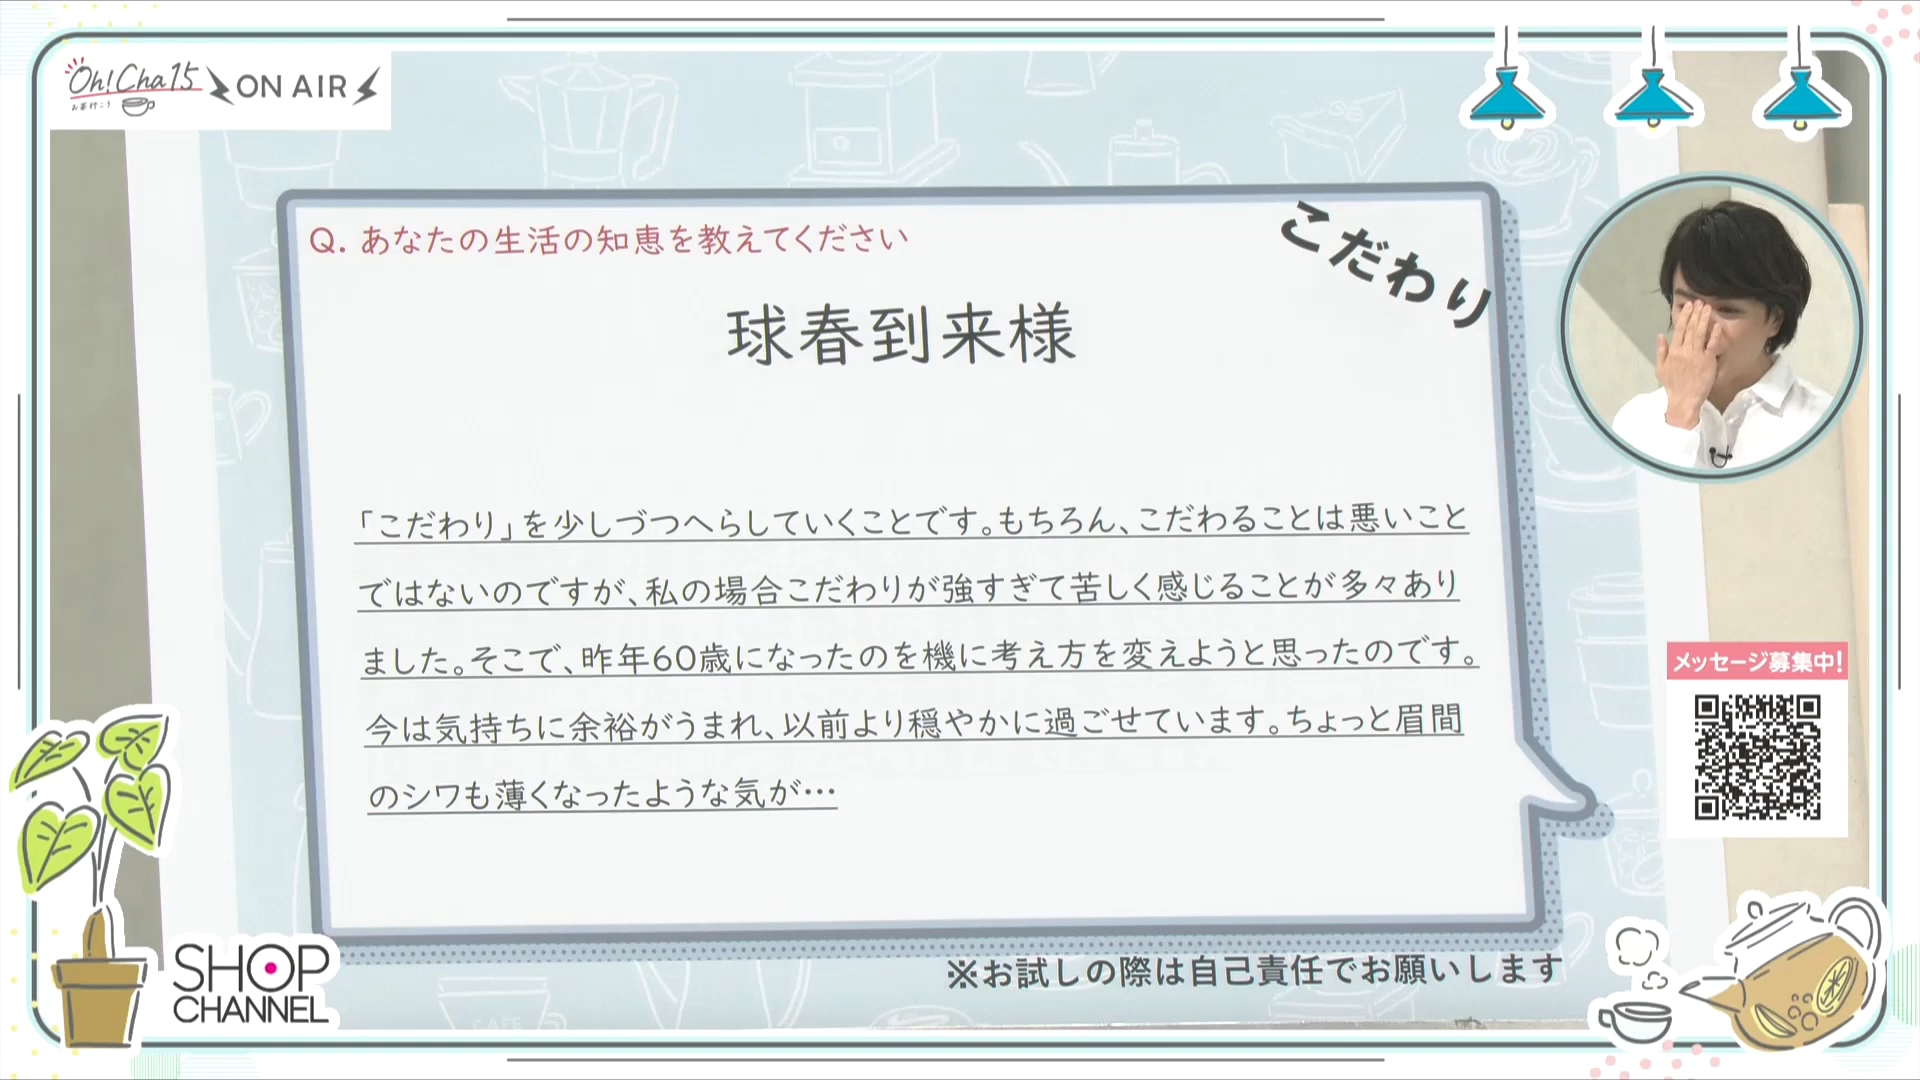 Oh!Cha15
お茶行こう
ON AIR
Q. あなたの生活の知恵を教えてください
こだわり
球春到来様
「こだわり」を少しづつへらしていくことです。もちろん、こだわることは悪いこと
ではないのですが、私の場合こだわりが強すぎて苦しく感じることが多々あり
ました。そこで、昨年60歳になったのを機に考え方を変えようと思ったのです。
今は気持ちに余裕がうまれ、以前より穏やかに過ごせています。ちょっと眉間
のシワも薄くなったような気が…
メッセージ募集中!
SHOP
CHANNEL
※お試しの際は自己責任でお願いします
CAFE